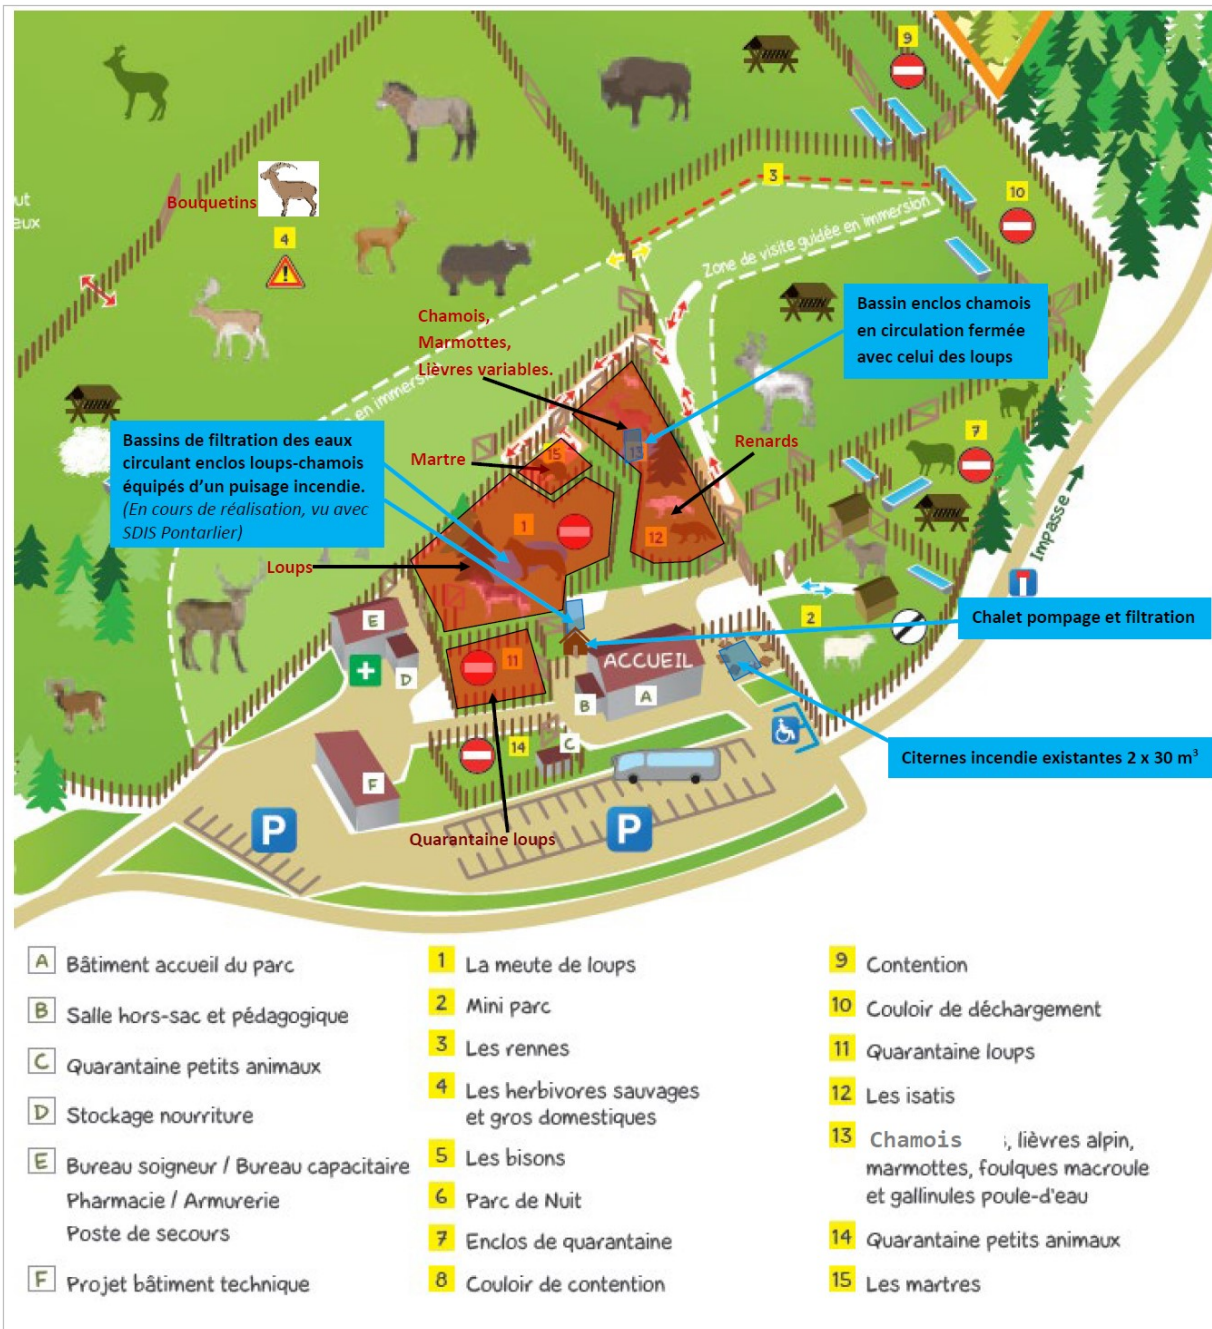 9
3
10
ut
eux
Bouquetins
4
Zone de visite guidée en immersion
Bassin enclos chamois
en circulation fermée
avec celui des loups
Chamois,
Marmottes,
Lièvres variables.
e en immersion
Bassins de filtration des eaux
circulant enclos loups-chamois
équipés d’un puisage incendie.
(En cours de réalisation, vu avec
SDIS Pontarlier)
Martre
15
13
Renards
7
1
12
Impasse
Loups
2
Chalet pompage et filtration
E
D
11
ACCUEIL
A
B
C
14
F
Citernes incendie existantes 2 x 30 m³
P
P
Quarantaine loups
A Bâtiment accueil du parc
B Salle hors-sac et pédagogique
C Quarantaine petits animaux
D Stockage nourriture
E Bureau soigneur / Bureau capacitaire
Pharmacie / Armurerie
Poste de secours
F Projet bâtiment technique
1 La meute de loups
2 Mini parc
3 Les rennes
4 Les herbivores sauvages
et gros domestiques
5 Les bisons
6 Parc de Nuit
7 Enclos de quarantaine
8 Couloir de contention
9 Contention
10 Couloir de déchargement
11 Quarantaine loups
12 Les isatis
13 Chamois , lièvres alpin,
marmottes, foulques macroule
et gallinules poule-d'eau
14 Quarantaine petits animaux
15 Les martres